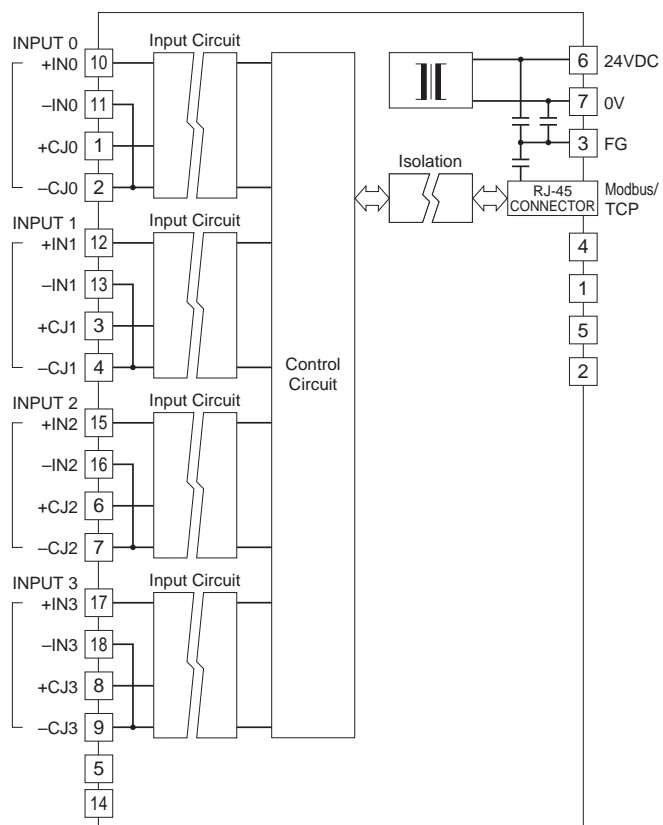 INPUT 0
Input Circuit
+IN0 10
–IN0 11
+CJ0 1
–CJ0 2
INPUT 1
Input Circuit
+IN1 12
–IN1 13
+CJ1 3
–CJ1 4
INPUT 2
Input Circuit
+IN2 15
–IN2 16
+CJ2 6
–CJ2 7
INPUT 3
Input Circuit
+IN3 17
–IN3 18
+CJ3 8
–CJ3 9
5
14
Control
Circuit
Isolation
6 24VDC
7 0V
3 FG
RJ-45
CONNECTOR
Modbus/
TCP
4
1
5
2